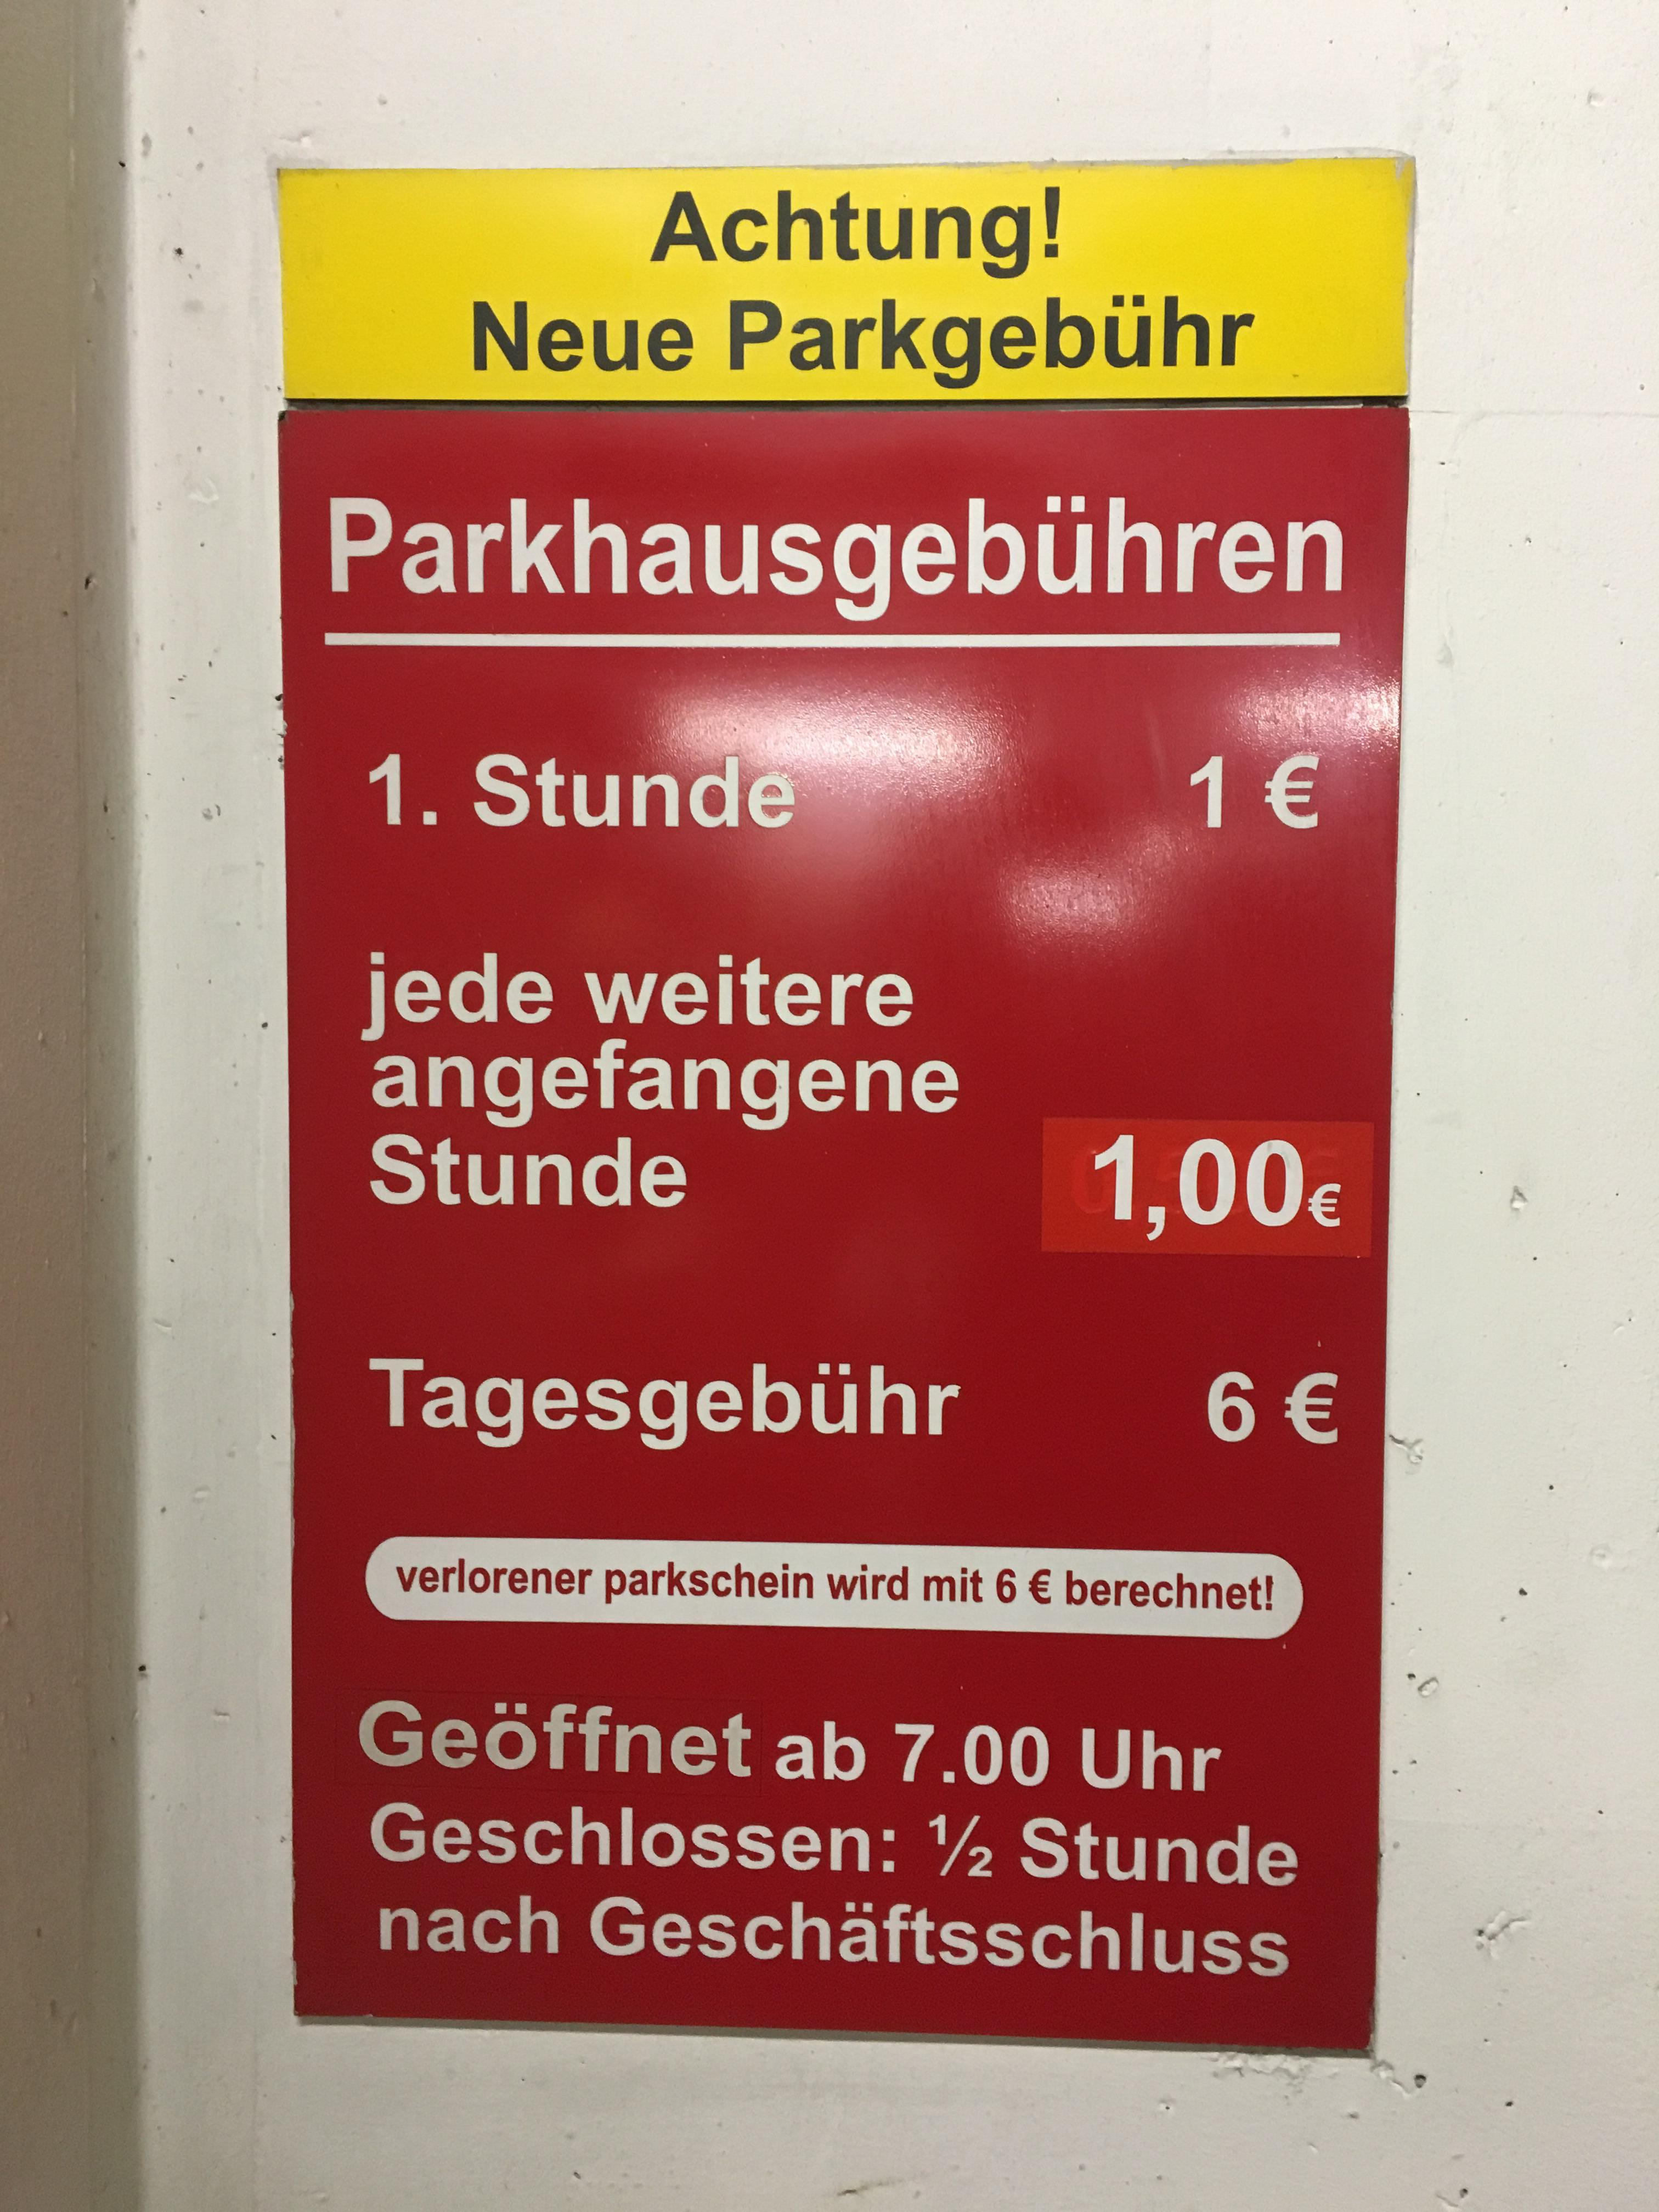 Achtung!
Neue Parkgebühr
Parkhausgebühren
1. Stunde 1 €
jede weitere
angefangene
Stunde 1,00€
Tagesgebühr 6 €
verlorener parkschein wird mit 6 € berechnet!
Geöffnet ab 7.00 Uhr
Geschlossen: ½ Stunde
nach Geschäftsschluss